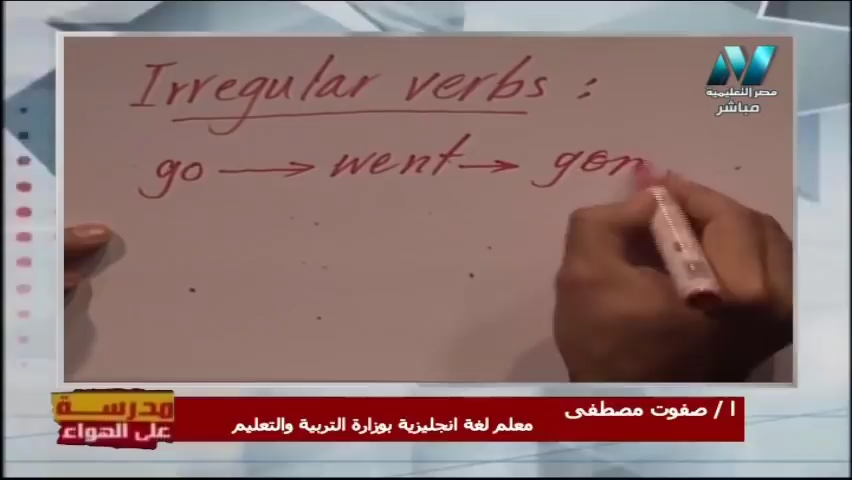 Irregular verbs :
go → went → gon
مصر التعليمية
مباشر
ا / صفوت مصطفى
معلم لغة انجليزية بوزارة التربية والتعليم
مدرسة
على الهواء